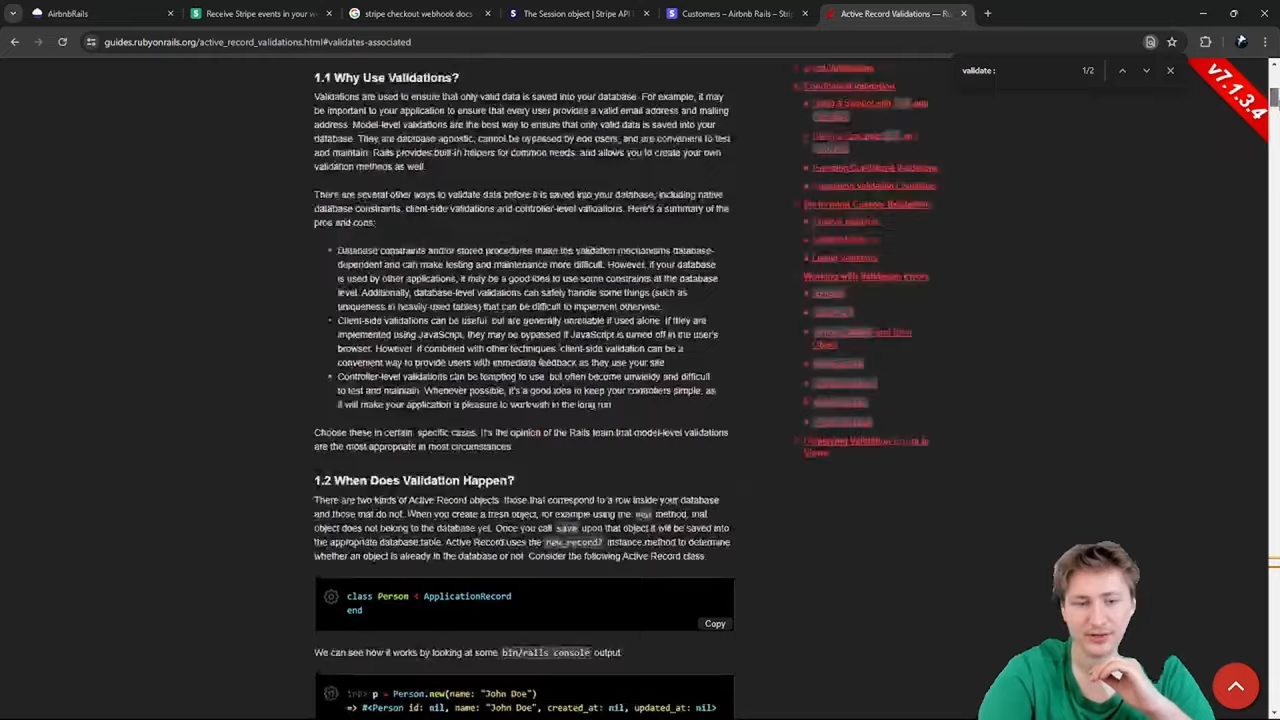 AirbnbRails
Receive Stripe events in your w
stripe checkout webhook docs
The Session object | Stripe API
Customers – Airbnb Rails – Strip
Active Record Validations — Ru
guides.rubyonrails.org/active_record_validations.html#validates-associated
validate :
1/2
v7.1.3.4
1.1 Why Use Validations?
Validations are used to ensure that only valid data is saved into your database. For example, it may
be important to your application to ensure that every user provides a valid email address and mailing
address. Model-level validations are the best way to ensure that only valid data is saved into your
database. They are database agnostic, cannot be bypassed by end users, and are convenient to test
and maintain. Rails provides built-in helpers for common needs, and allows you to create your own
validation methods as well.
There are several other ways to validate data before it is saved into your database, including native
database constraints, client-side validations and controller-level validations. Here's a summary of the
pros and cons:
Database constraints and/or stored procedures make the validation mechanisms database-
dependent and can make testing and maintenance more difficult. However, if your database
is used by other applications, it may be a good idea to use some constraints at the database
level. Additionally, database-level validations can safely handle some things (such as
uniqueness in heavily-used tables) that can be difficult to implement otherwise.
Client-side validations can be useful, but are generally unreliable if used alone. If they are
implemented using JavaScript, they may be bypassed if JavaScript is turned off in the user's
browser. However, if combined with other techniques, client-side validation can be a
convenient way to provide users with immediate feedback as they use your site.
Controller-level validations can be tempting to use, but often become unwieldy and difficult
to test and maintain. Whenever possible, it's a good idea to keep your controllers simple, as
it will make your application a pleasure to work with in the long run.
Choose these in certain, specific cases. It's the opinion of the Rails team that model-level validations
are the most appropriate in most circumstances.
1.2 When Does Validation Happen?
There are two kinds of Active Record objects: those that correspond to a row inside your database
and those that do not. When you create a fresh object, for example using the new method, that
object does not belong to the database yet. Once you call save upon that object it will be saved into
the appropriate database table. Active Record uses the new_record? instance method to determine
whether an object is already in the database or not. Consider the following Active Record class:
class Person < ApplicationRecord
end
Copy
We can see how it works by looking at some bin/rails console output:
irb> p = Person.new(name: "John Doe")
=> #<Person id: nil, name: "John Doe", created_at: nil, updated_at: nil>
Conditional Validation
Performing Custom Validations
Working with Validation Errors
Displaying Validation Errors in
Views